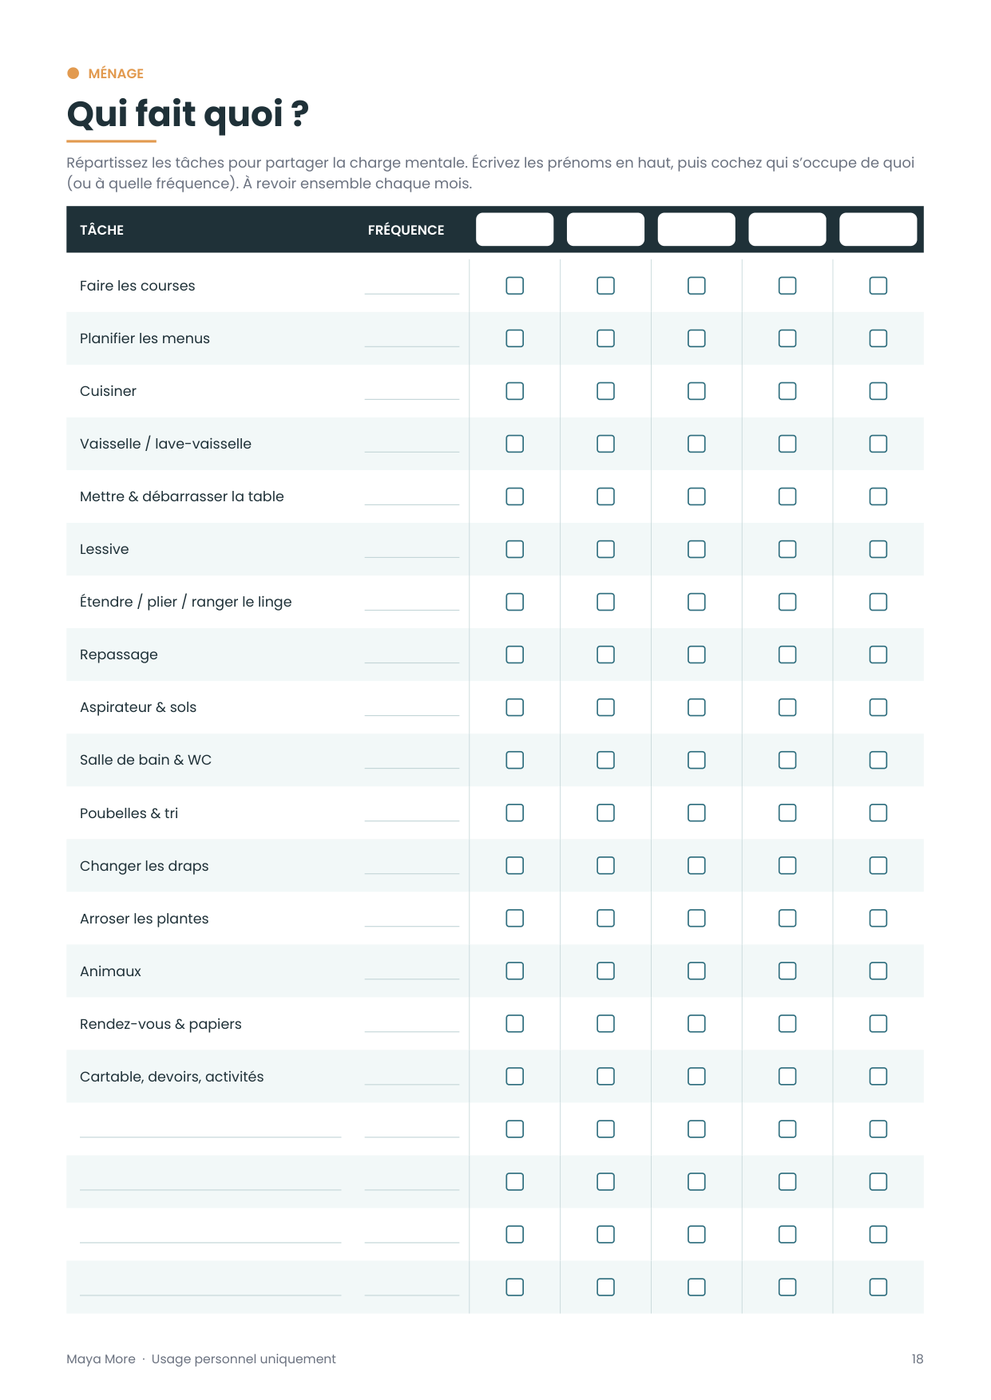 MÉNAGE
Qui fait quoi ?
Répartissez les tâches pour partager la charge mentale. Écrivez les prénoms en haut, puis cochez qui s’occupe de quoi
(ou à quelle fréquence). À revoir ensemble chaque mois.
TÂCHE FRÉQUENCE
Faire les courses
Planifier les menus
Cuisiner
Vaisselle / lave-vaisselle
Mettre & débarrasser la table
Lessive
Étendre / plier / ranger le linge
Repassage
Aspirateur & sols
Salle de bain & WC
Poubelles & tri
Changer les draps
Arroser les plantes
Animaux
Rendez-vous & papiers
Cartable, devoirs, activités
Maya More · Usage personnel uniquement 18